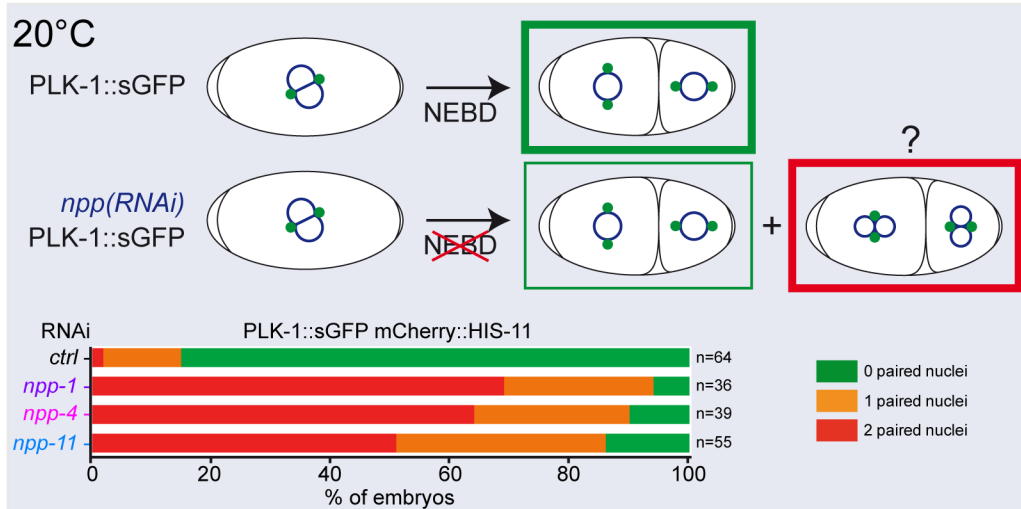 20°C
PLK-1::sGFP
NEBD
?
npp(RNAi)
PLK-1::sGFP
NEBD
+
RNAi
PLK-1::sGFP mCherry::HIS-11
ctrl
n=64
npp-1
n=36
npp-4
n=39
npp-11
n=55
0 paired nuclei
1 paired nuclei
2 paired nuclei
0 20 40 60 80 100
% of embryos